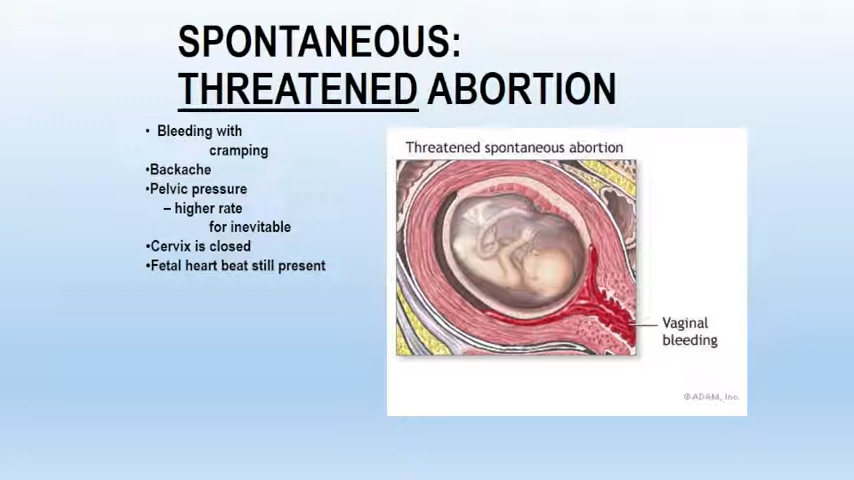 SPONTANEOUS:
THREATENED ABORTION
• Bleeding with
cramping
•Backache
•Pelvic pressure
– higher rate
for inevitable
•Cervix is closed
•Fetal heart beat still present
Threatened spontaneous abortion
Vaginal
bleeding
©ADAM, Inc.